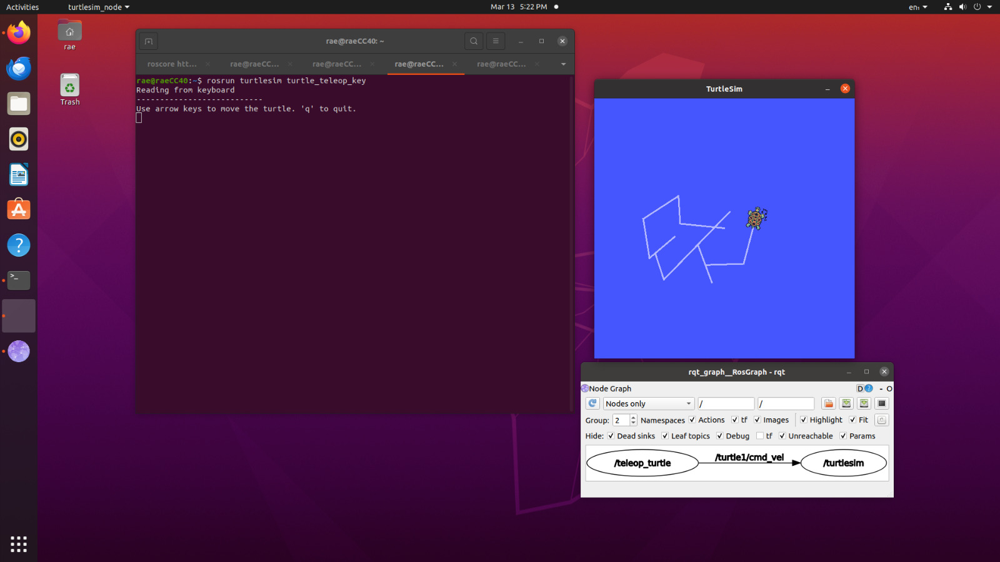 Activities
turtlesim_node
Mar 13 5:22 PM
en₁
rae
Trash
rae@raeCC40: ~
roscore htt...
rae@raeCC...
rae@raeCC...
rae@raeCC...
rae@raeCC...
rae@raeCC40:~$ rosrun turtlesim turtle_teleop_key
Reading from keyboard
---------------------------
Use arrow keys to move the turtle. 'q' to quit.
TurtleSim
rqt_graph__RosGraph - rqt
Node Graph
D
- O
Nodes only
/
/
Group: 2 Namespaces Actions tf Images Highlight Fit
Hide: Dead sinks Leaf topics Debug tf Unreachable Params
/teleop_turtle
/turtle1/cmd_vel
/turtlesim